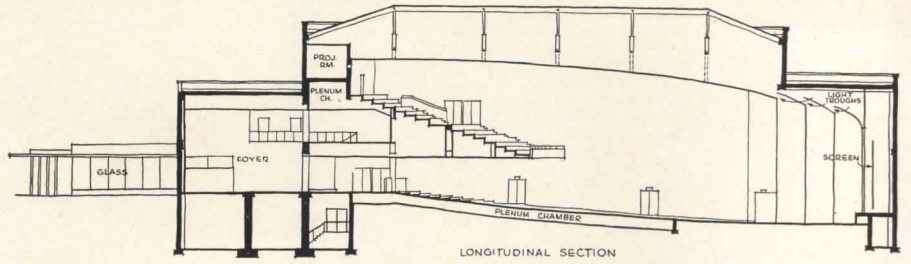 PROJ.
RM.
PLENUM
CH.
LIGHT
TROUGHS
GLASS
FOYER
SCREEN
PLENUM CHAMBER
LONGITUDINAL SECTION